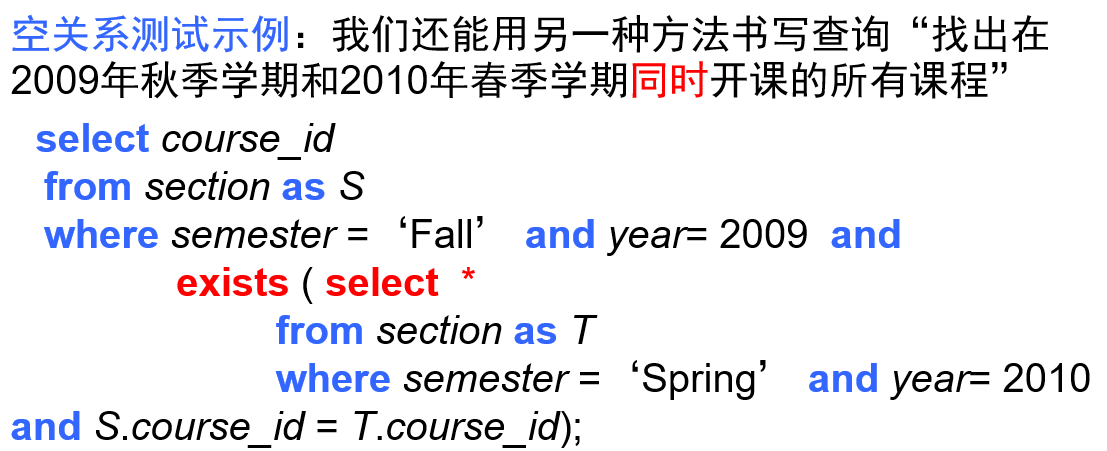 空关系测试示例：我们还能用另一种方法书写查询“找出在
2009年秋季学期和2010年春季学期同时开课的所有课程”
select course_id
from section as S
where semester = ‘Fall’ and year= 2009 and
exists ( select *
from section as T
where semester = ‘Spring’ and year= 2010
and S.course_id = T.course_id);